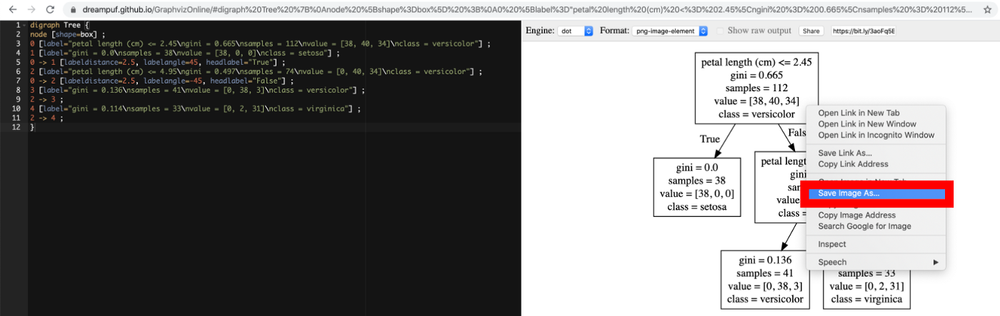 dreampuf.github.io/GraphvizOnline/#digraph%20Tree%20%7B%0Anode%20%5Bshape%3Dbox%5D%20%3B%0A0%20%5Blabel%3D"petal%20length%20(cm)%20<%3D%202.45%5Cngini%20%3D%200.665%5Cnsamples%20%3D%20112%5...
1 digraph Tree {
2 node [shape=box] ;
3 0 [label="petal length (cm) <= 2.45\ngini = 0.665\nsamples = 112\nvalue = [38, 40, 34]\nclass = versicolor"] ;
4 1 [label="gini = 0.0\nsamples = 38\nvalue = [38, 0, 0]\nclass = setosa"] ;
5 0 -> 1 [labeldistance=2.5, labelangle=45, headlabel="True"] ;
6 2 [label="petal length (cm) <= 4.95\ngini = 0.497\nsamples = 74\nvalue = [0, 40, 34]\nclass = versicolor"] ;
7 0 -> 2 [labeldistance=2.5, labelangle=-45, headlabel="False"] ;
8 3 [label="gini = 0.136\nsamples = 41\nvalue = [0, 38, 3]\nclass = versicolor"] ;
9 2 -> 3 ;
10 4 [label="gini = 0.114\nsamples = 33\nvalue = [0, 2, 31]\nclass = virginica"] ;
11 2 -> 4 ;
12 }
Engine: dot Format: png-image-element Show raw output Share https://bit.ly/3aoFq5E
petal length (cm) <= 2.45
gini = 0.665
samples = 112
value = [38, 40, 34]
class = versicolor
True
Fals
gini = 0.0
samples = 38
value = [38, 0, 0]
class = setosa
petal lengt
gini
sar
value
class =
gini = 0.136
samples = 41
value = [0, 38, 3]
class = versicolor
samples = 33
value = [0, 2, 31]
class = virginica
Open Link in New Tab
Open Link in New Window
Open Link in Incognito Window
Save Link As...
Copy Link Address
Open Image in New Tab
Save Image As...
Copy Image Address
Search Google for Image
Inspect
Speech